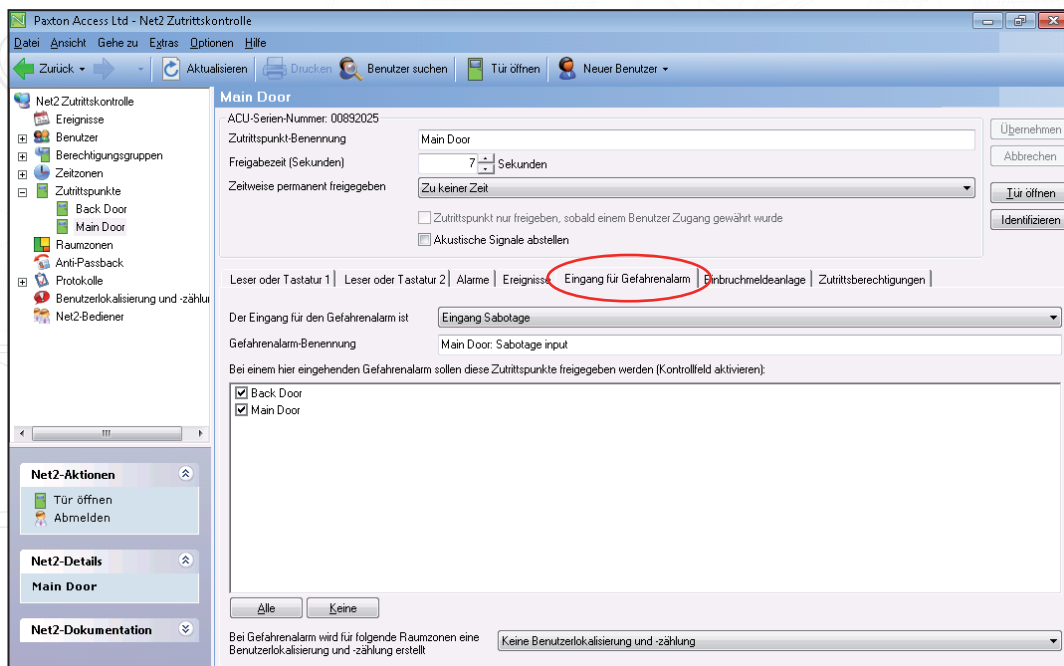 Paxton Access Ltd - Net2 Zutrittskontrolle
Datei Ansicht Gehe zu Extras Optionen Hilfe
Zurück Aktualisieren Drucken Benutzer suchen Tür öffnen Neuer Benutzer
Net2 Zutrittskontrolle
Ereignisse
Benutzer
Berechtigungsgruppen
Zeitzonen
Zutrittspunkte
Back Door
Main Door
Raumzonen
Anti-Passback
Protokolle
Benutzerlokalisierung und -zählu
Net2-Bediener
Net2-Aktionen
Tür öffnen
Abmelden
Net2-Details
Main Door
Net2-Dokumentation
Main Door
ACU-Serien-Nummer: 00892025
Zutrittspunkt-Benennung Main Door
Freigabezeit (Sekunden) 7 Sekunden
Zeitweise permanent freigegeben Zu keiner Zeit
Zutrittspunkt nur freigeben, sobald einem Benutzer Zugang gewährt wurde
Akustische Signale abstellen
Übernehmen
Abbrechen
Tür öffnen
Identifizieren
Leser oder Tastatur 1 Leser oder Tastatur 2 Alarme Ereignisse Eingang für Gefahrenalarm Einbruchmeldeanlage Zutrittsberechtigungen
Der Eingang für den Gefahrenalarm ist Eingang Sabotage
Gefahrenalarm-Benennung Main Door: Sabotage input
Bei einem hier eingehenden Gefahrenalarm sollen diese Zutrittspunkte freigegeben werden (Kontrollfeld aktivieren):
Back Door
Main Door
Alle Keine
Bei Gefahrenalarm wird für folgende Raumzonen eine
Benutzerlokalisierung und -zählung erstellt
Keine Benutzerlokalisierung und -zählung